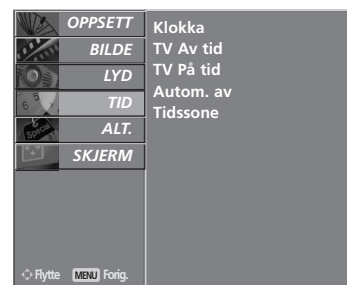 OPPSETT
BILDE
LYD
TID
ALT.
SKJERM
Klokka
TV Av tid
TV På tid
Autom. av
Tidssone
Flytte MENU Forig.